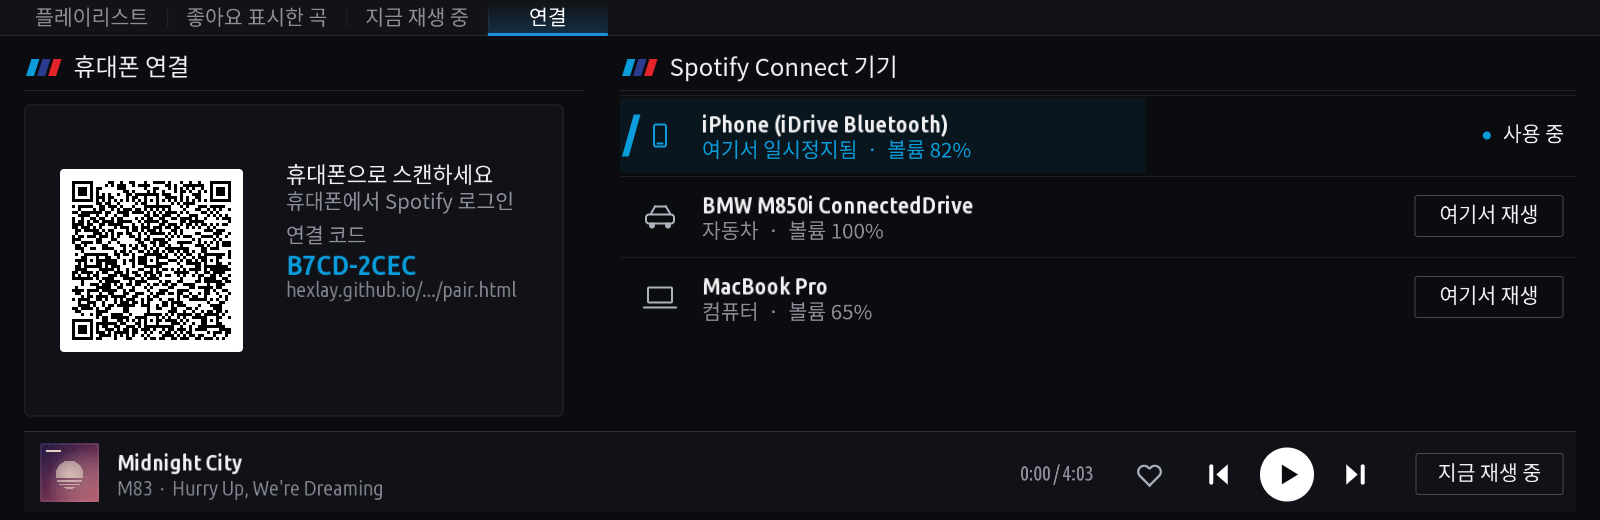 플레이리스트
좋아요 표시한 곡
지금 재생 중
연결
휴대폰 연결
휴대폰으로 스캔하세요
휴대폰에서 Spotify 로그인
연결 코드
B7CD-2CEC
hexlay.github.io/.../pair.html
Spotify Connect 기기
iPhone (iDrive Bluetooth)
여기서 일시정지됨 · 볼륨 82%
사용 중
BMW M850i ConnectedDrive
자동차 · 볼륨 100%
여기서 재생
MacBook Pro
컴퓨터 · 볼륨 65%
여기서 재생
Midnight City
M83 · Hurry Up, We're Dreaming
0:00 / 4:03
지금 재생 중